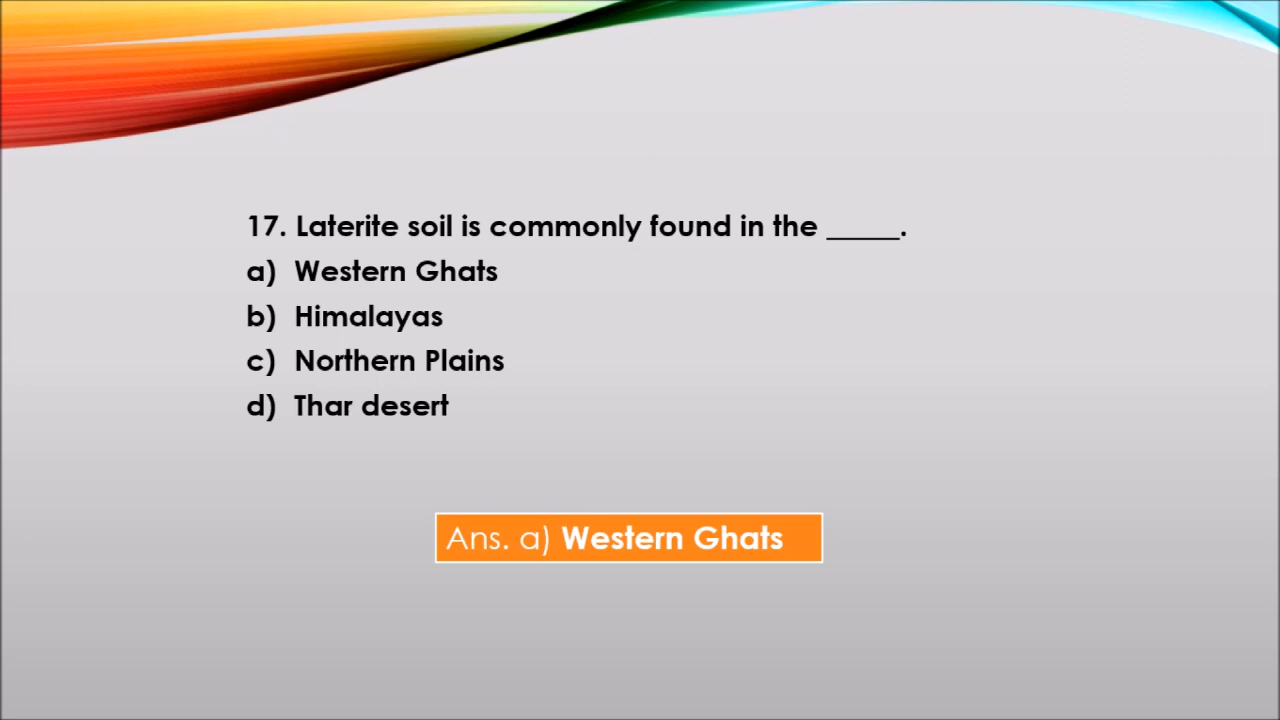 17. Laterite soil is commonly found in the _____.
a) Western Ghats
b) Himalayas
c) Northern Plains
d) Thar desert
Ans. a) Western Ghats